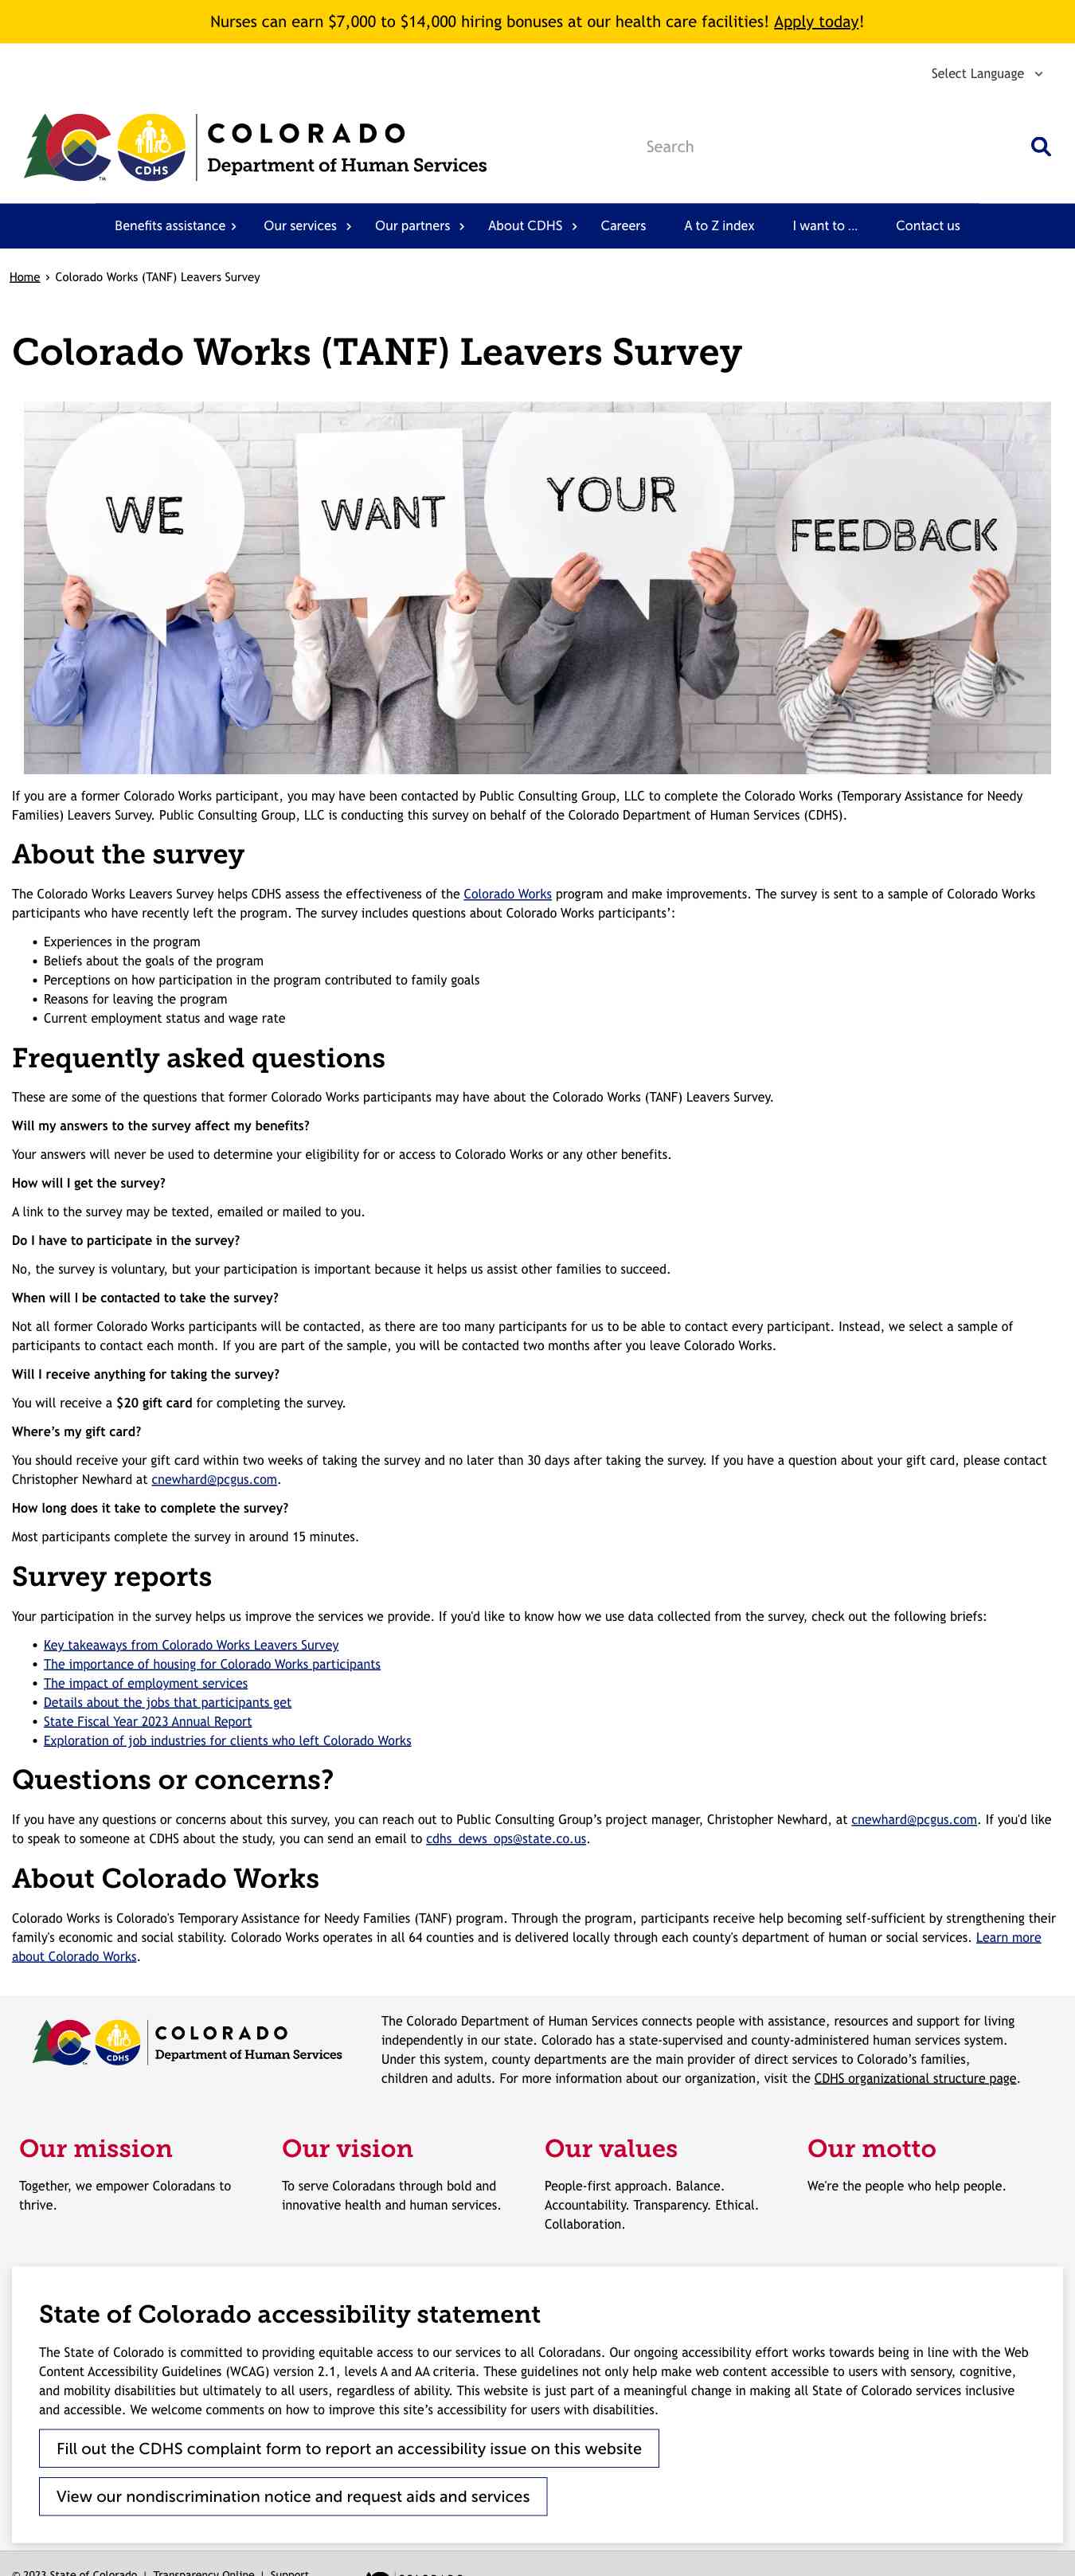 Nurses can earn $7,000 to $14,000 hiring bonuses at our health care facilities! Apply today!
Select Language
COLORADO
Department of Human Services
CDHS
TM
Search
Benefits assistance Our services Our partners About CDHS Careers A to Z index I want to ... Contact us
Home › Colorado Works (TANF) Leavers Survey
Colorado Works (TANF) Leavers Survey
WE WANT YOUR FEEDBACK
If you are a former Colorado Works participant, you may have been contacted by Public Consulting Group, LLC to complete the Colorado Works (Temporary Assistance for Needy
Families) Leavers Survey. Public Consulting Group, LLC is conducting this survey on behalf of the Colorado Department of Human Services (CDHS).
About the survey
The Colorado Works Leavers Survey helps CDHS assess the effectiveness of the Colorado Works program and make improvements. The survey is sent to a sample of Colorado Works
participants who have recently left the program. The survey includes questions about Colorado Works participants’:
• Experiences in the program
• Beliefs about the goals of the program
• Perceptions on how participation in the program contributed to family goals
• Reasons for leaving the program
• Current employment status and wage rate
Frequently asked questions
These are some of the questions that former Colorado Works participants may have about the Colorado Works (TANF) Leavers Survey.
Will my answers to the survey affect my benefits?
Your answers will never be used to determine your eligibility for or access to Colorado Works or any other benefits.
How will I get the survey?
A link to the survey may be texted, emailed or mailed to you.
Do I have to participate in the survey?
No, the survey is voluntary, but your participation is important because it helps us assist other families to succeed.
When will I be contacted to take the survey?
Not all former Colorado Works participants will be contacted, as there are too many participants for us to be able to contact every participant. Instead, we select a sample of
participants to contact each month. If you are part of the sample, you will be contacted two months after you leave Colorado Works.
Will I receive anything for taking the survey?
You will receive a $20 gift card for completing the survey.
Where’s my gift card?
You should receive your gift card within two weeks of taking the survey and no later than 30 days after taking the survey. If you have a question about your gift card, please contact
Christopher Newhard at cnewhard@pcgus.com.
How long does it take to complete the survey?
Most participants complete the survey in around 15 minutes.
Survey reports
Your participation in the survey helps us improve the services we provide. If you'd like to know how we use data collected from the survey, check out the following briefs:
• Key takeaways from Colorado Works Leavers Survey
• The importance of housing for Colorado Works participants
• The impact of employment services
• Details about the jobs that participants get
• State Fiscal Year 2023 Annual Report
• Exploration of job industries for clients who left Colorado Works
Questions or concerns?
If you have any questions or concerns about this survey, you can reach out to Public Consulting Group’s project manager, Christopher Newhard, at cnewhard@pcgus.com. If you'd like
to speak to someone at CDHS about the study, you can send an email to cdhs_dews_ops@state.co.us.
About Colorado Works
Colorado Works is Colorado's Temporary Assistance for Needy Families (TANF) program. Through the program, participants receive help becoming self-sufficient by strengthening their
family's economic and social stability. Colorado Works operates in all 64 counties and is delivered locally through each county's department of human or social services. Learn more
about Colorado Works.
COLORADO
Department of Human Services
CDHS
The Colorado Department of Human Services connects people with assistance, resources and support for living
independently in our state. Colorado has a state-supervised and county-administered human services system.
Under this system, county departments are the main provider of direct services to Colorado’s families,
children and adults. For more information about our organization, visit the CDHS organizational structure page.
Our mission
Together, we empower Coloradans to
thrive.
Our vision
To serve Coloradans through bold and
innovative health and human services.
Our values
People-first approach. Balance.
Accountability. Transparency. Ethical.
Collaboration.
Our motto
We're the people who help people.
State of Colorado accessibility statement
The State of Colorado is committed to providing equitable access to our services to all Coloradans. Our ongoing accessibility effort works towards being in line with the Web
Content Accessibility Guidelines (WCAG) version 2.1, levels A and AA criteria. These guidelines not only help make web content accessible to users with sensory, cognitive,
and mobility disabilities but ultimately to all users, regardless of ability. This website is just part of a meaningful change in making all State of Colorado services inclusive
and accessible. We welcome comments on how to improve this site’s accessibility for users with disabilities.
Fill out the CDHS complaint form to report an accessibility issue on this website
View our nondiscrimination notice and request aids and services
© 2023 State of Colorado | Transparency Online | Support